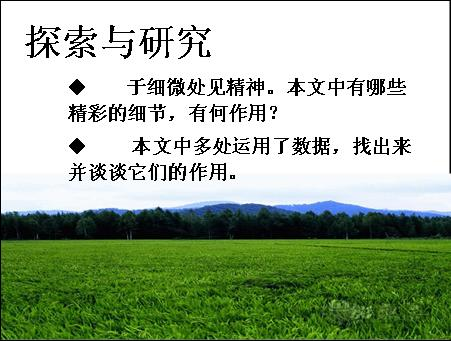 探索与研究
◆ 于细微处见精神。本文中有哪些
精彩的细节，有何作用？
◆ 本文中多处运用了数据，找出来
并谈谈它们的作用。